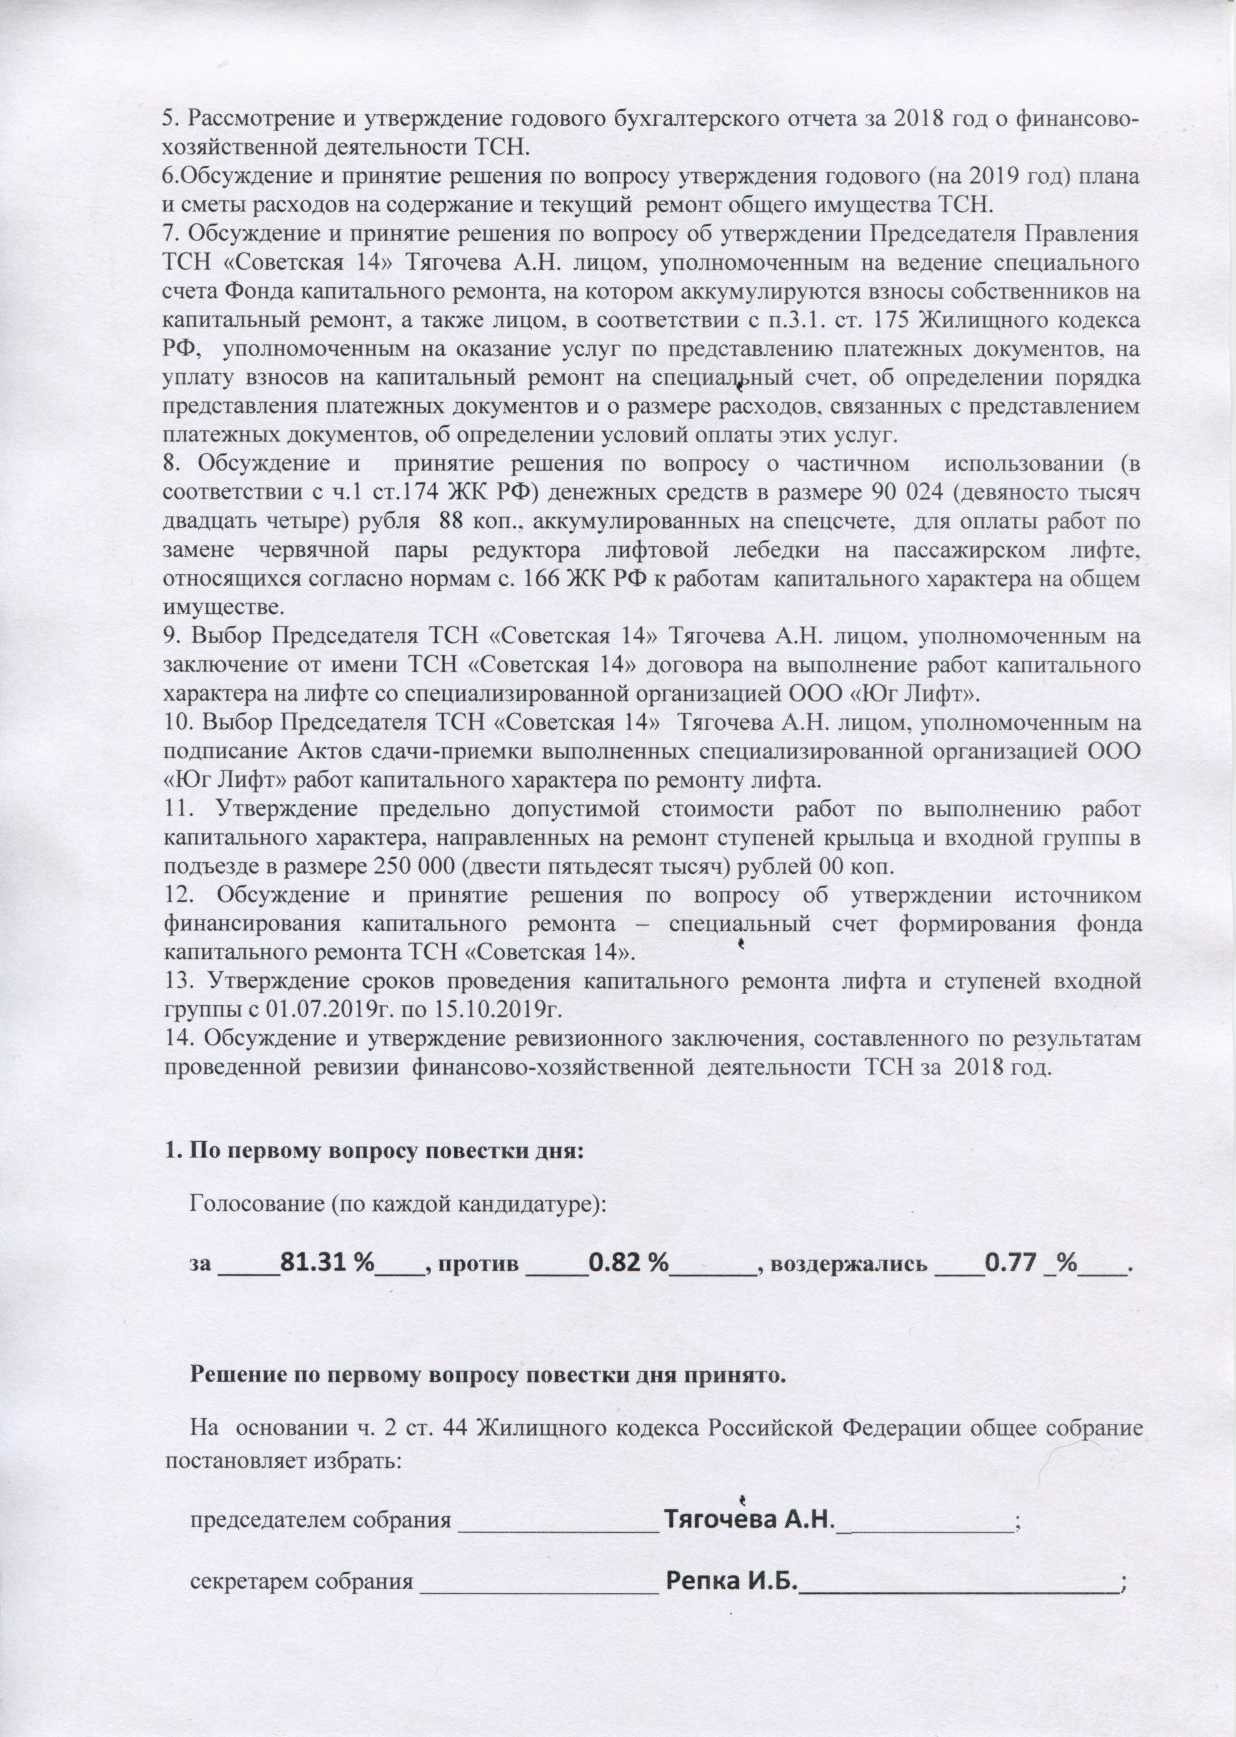 5. Рассмотрение и утверждение годового бухгалтерского отчета за 2018 год о финансово-
хозяйственной деятельности ТСН.
6.Обсуждение и принятие решения по вопросу утверждения годового (на 2019 год) плана
и сметы расходов на содержание и текущий ремонт общего имущества ТСН.
7. Обсуждение и принятие решения по вопросу об утверждении Председателя Правления
ТСН «Советская 14» Тягочева А.Н. лицом, уполномоченным на ведение специального
счета Фонда капитального ремонта, на котором аккумулируются взносы собственников на
капитальный ремонт, а также лицом, в соответствии с п.3.1. ст. 175 Жилищного кодекса
РФ, уполномоченным на оказание услуг по представлению платежных документов, на
уплату взносов на капитальный ремонт на специальный счет, об определении порядка
представления платежных документов и о размере расходов, связанных с представлением
платежных документов, об определении условий оплаты этих услуг.
8. Обсуждение и принятие решения по вопросу о частичном использовании (в
соответствии с ч.1 ст.174 ЖК РФ) денежных средств в размере 90 024 (девяносто тысяч
двадцать четыре) рубля 88 коп., аккумулированных на спецсчете, для оплаты работ по
замене червячной пары редуктора лифтовой лебедки на пассажирском лифте,
относящихся согласно нормам с. 166 ЖК РФ к работам капитального характера на общем
имуществе.
9. Выбор Председателя ТСН «Советская 14» Тягочева А.Н. лицом, уполномоченным на
заключение от имени ТСН «Советская 14» договора на выполнение работ капитального
характера на лифте со специализированной организацией ООО «Юг Лифт».
10. Выбор Председателя ТСН «Советская 14» Тягочева А.Н. лицом, уполномоченным на
подписание Актов сдачи-приемки выполненных специализированной организацией ООО
«Юг Лифт» работ капитального характера по ремонту лифта.
11. Утверждение предельно допустимой стоимости работ по выполнению работ
капитального характера, направленных на ремонт ступеней крыльца и входной группы в
подъезде в размере 250 000 (двести пятьдесят тысяч) рублей 00 коп.
12. Обсуждение и принятие решения по вопросу об утверждении источником
финансирования капитального ремонта – специальный счет формирования фонда
капитального ремонта ТСН «Советская 14».
13. Утверждение сроков проведения капитального ремонта лифта и ступеней входной
группы с 01.07.2019г. по 15.10.2019г.
14. Обсуждение и утверждение ревизионного заключения, составленного по результатам
проведенной ревизии финансово-хозяйственной деятельности ТСН за 2018 год.
1. По первому вопросу повестки дня:
Голосование (по каждой кандидатуре):
за _____81.31 %____, против _____0.82 %_______, воздержались ____0.77 _%____.
Решение по первому вопросу повестки дня принято.
На основании ч. 2 ст. 44 Жилищного кодекса Российской Федерации общее собрание
постановляет избрать:
председателем собрания ________________ Тягочева А.Н._______________;
секретарем собрания ___________________ Репка И.Б.__________________________;